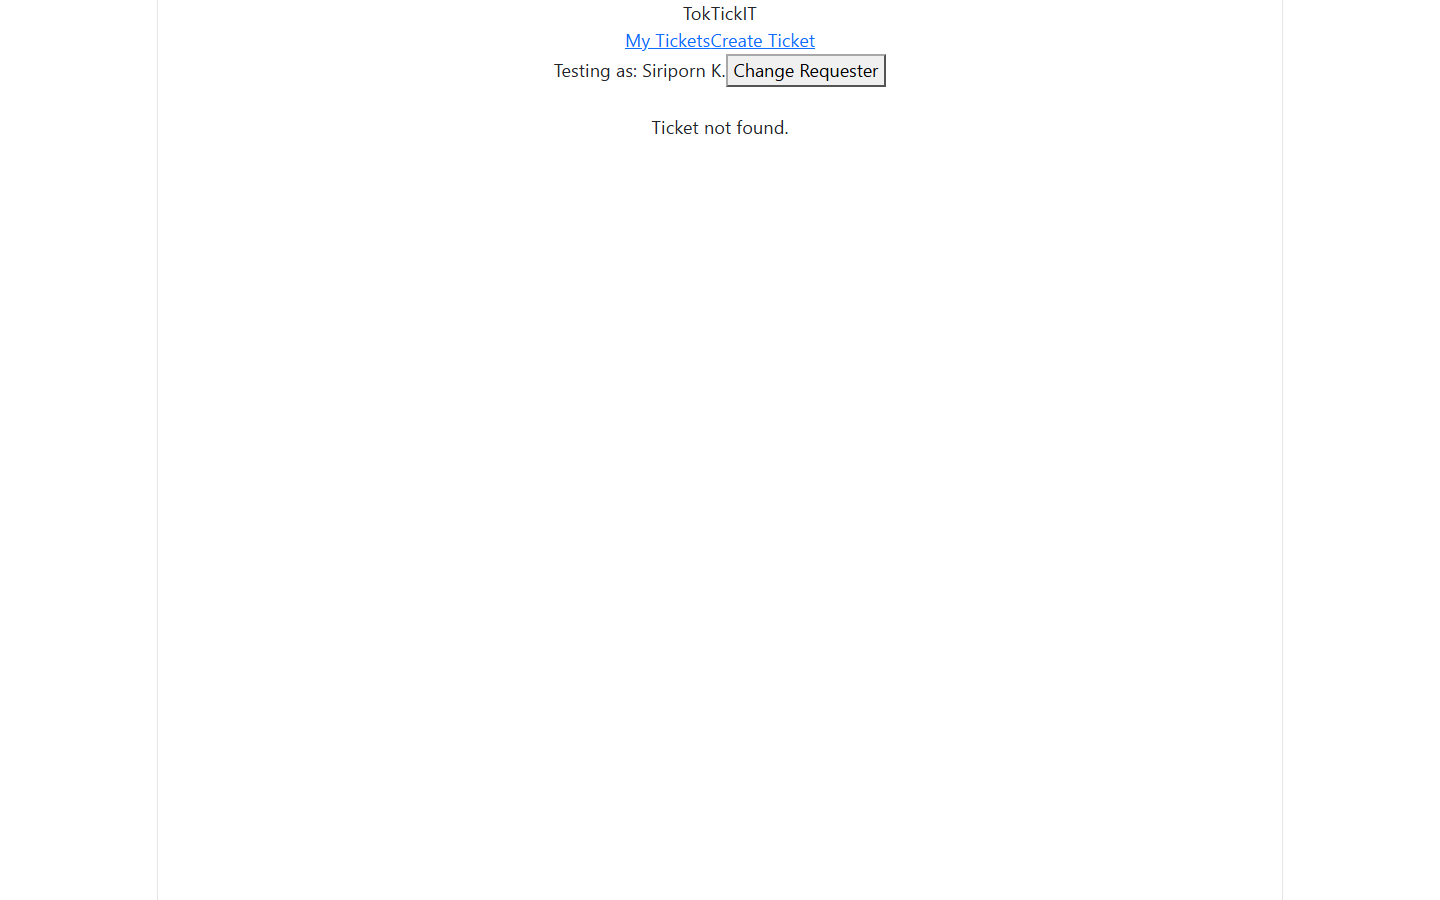 TokTickIT
My TicketsCreate Ticket
Testing as: Siriporn K.Change Requester
Ticket not found.